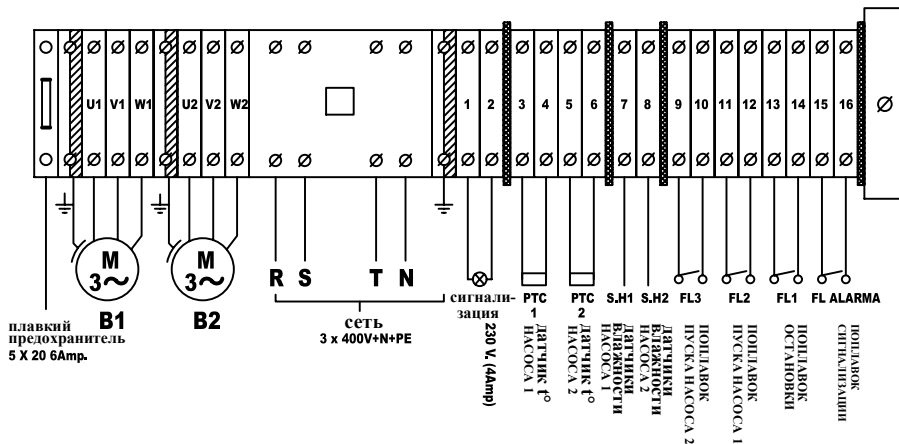 U1 V1 W1 U2 V2 W2 1 2 3 4 5 6 7 8 9 10 11 12 13 14 15 16
M
3~
B1
M
3~
B2
R S T N
плавкий
предохранитель
5 X 20 6Amp.
сеть
3 x 400V+N+PE
сигнали-
зация
230 V. (4Amp)
PTC
1
ДАТЧИК t°
НАСОСА 1
PTC
2
ДАТЧИК t°
НАСОСА 2
S.H1
ДАТЧИКИ
ВЛАЖНОСТИ
НАСОСА 1
S.H2
ДАТЧИКИ
ВЛАЖНОСТИ
НАСОСА 2
FL3
ПОПЛАВОК
ПУСКА НАСОСА 2
FL2
ПОПЛАВОК
ПУСКА НАСОСА 1
FL1
ПОПЛАВОК
ОСТАНОВКИ
FL ALARMA
ПОПЛАВОК
СИГНАЛИЗАЦИИ